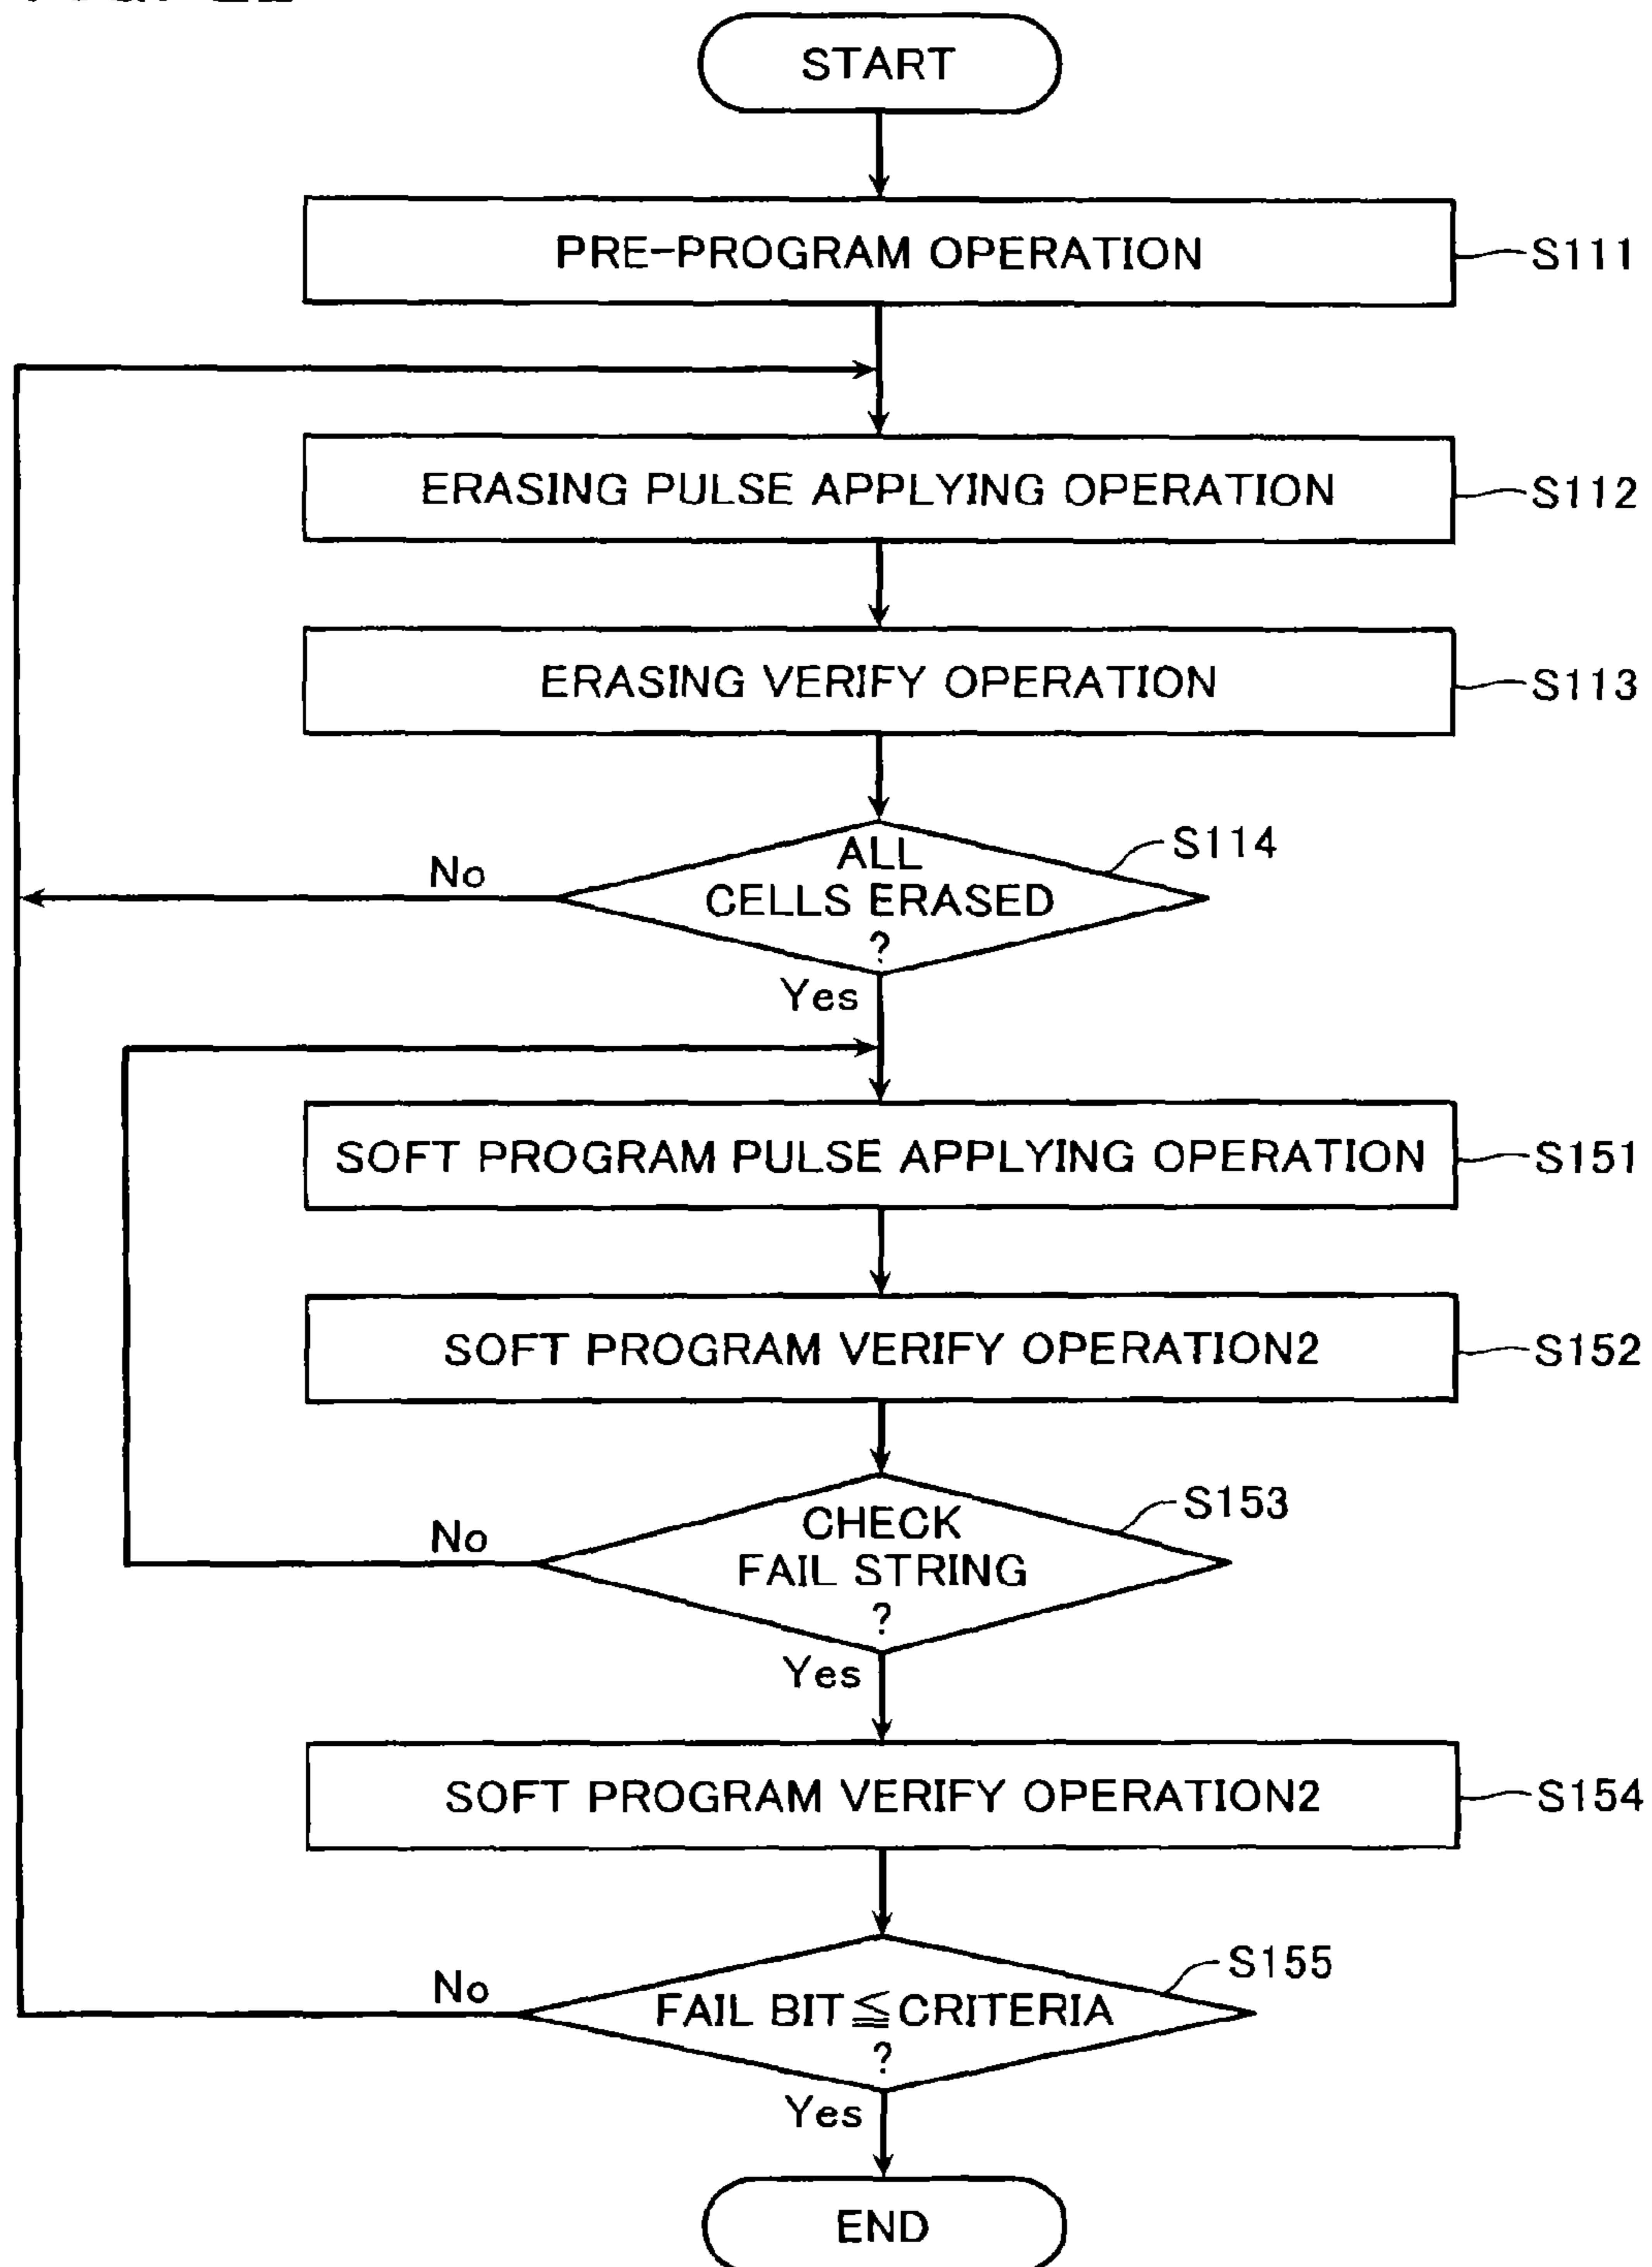 START
PRE-PROGRAM OPERATION
S111
ERASING PULSE APPLYING OPERATION
S112
ERASING VERIFY OPERATION
S113
S114
ALL
CELLS ERASED
?
No
Yes
SOFT PROGRAM PULSE APPLYING OPERATION
S151
SOFT PROGRAM VERIFY OPERATION2
S152
S153
CHECK
FAIL STRING
?
No
Yes
SOFT PROGRAM VERIFY OPERATION2
S154
S155
FAIL BIT≦CRITERIA
?
No
Yes
END